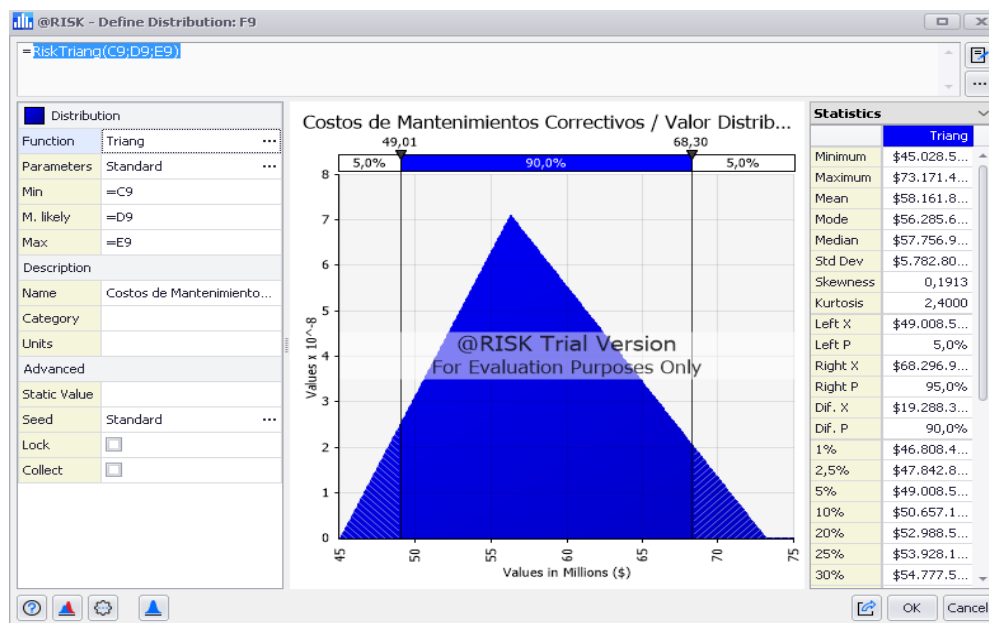 @RISK - Define Distribution: F9
=RiskTriang(C9;D9;E9)
Distribution
Function Triang ...
Parameters Standard ...
Min =C9
M. likely =D9
Max =E9
Description
Name Costos de Mantenimiento...
Category
Units
Advanced
Static Value
Seed Standard ...
Lock
Collect
Costos de Mantenimientos Correctivos / Valor Distrib...
49,01 68,30
5,0% 90,0% 5,0%
8
7
6
5
4
3
2
1
0
Values x 10^-8
@RISK Trial Version
For Evaluation Purposes Only
45 50 55 60 65 70 75
Values in Millions ($)
Statistics
Triang
Minimum $45.028.5...
Maximum $73.171.4...
Mean $58.161.8...
Mode $56.285.6...
Median $57.756.9...
Std Dev $5.782.80...
Skewness 0,1913
Kurtosis 2,4000
Left X $49.008.5...
Left P 5,0%
Right X $68.296.9...
Right P 95,0%
Dif. X $19.288.3...
Dif. P 90,0%
1% $46.808.4...
2,5% $47.842.8...
5% $49.008.5...
10% $50.657.1...
20% $52.988.5...
25% $53.928.1...
30% $54.777.5...
OK Cancel